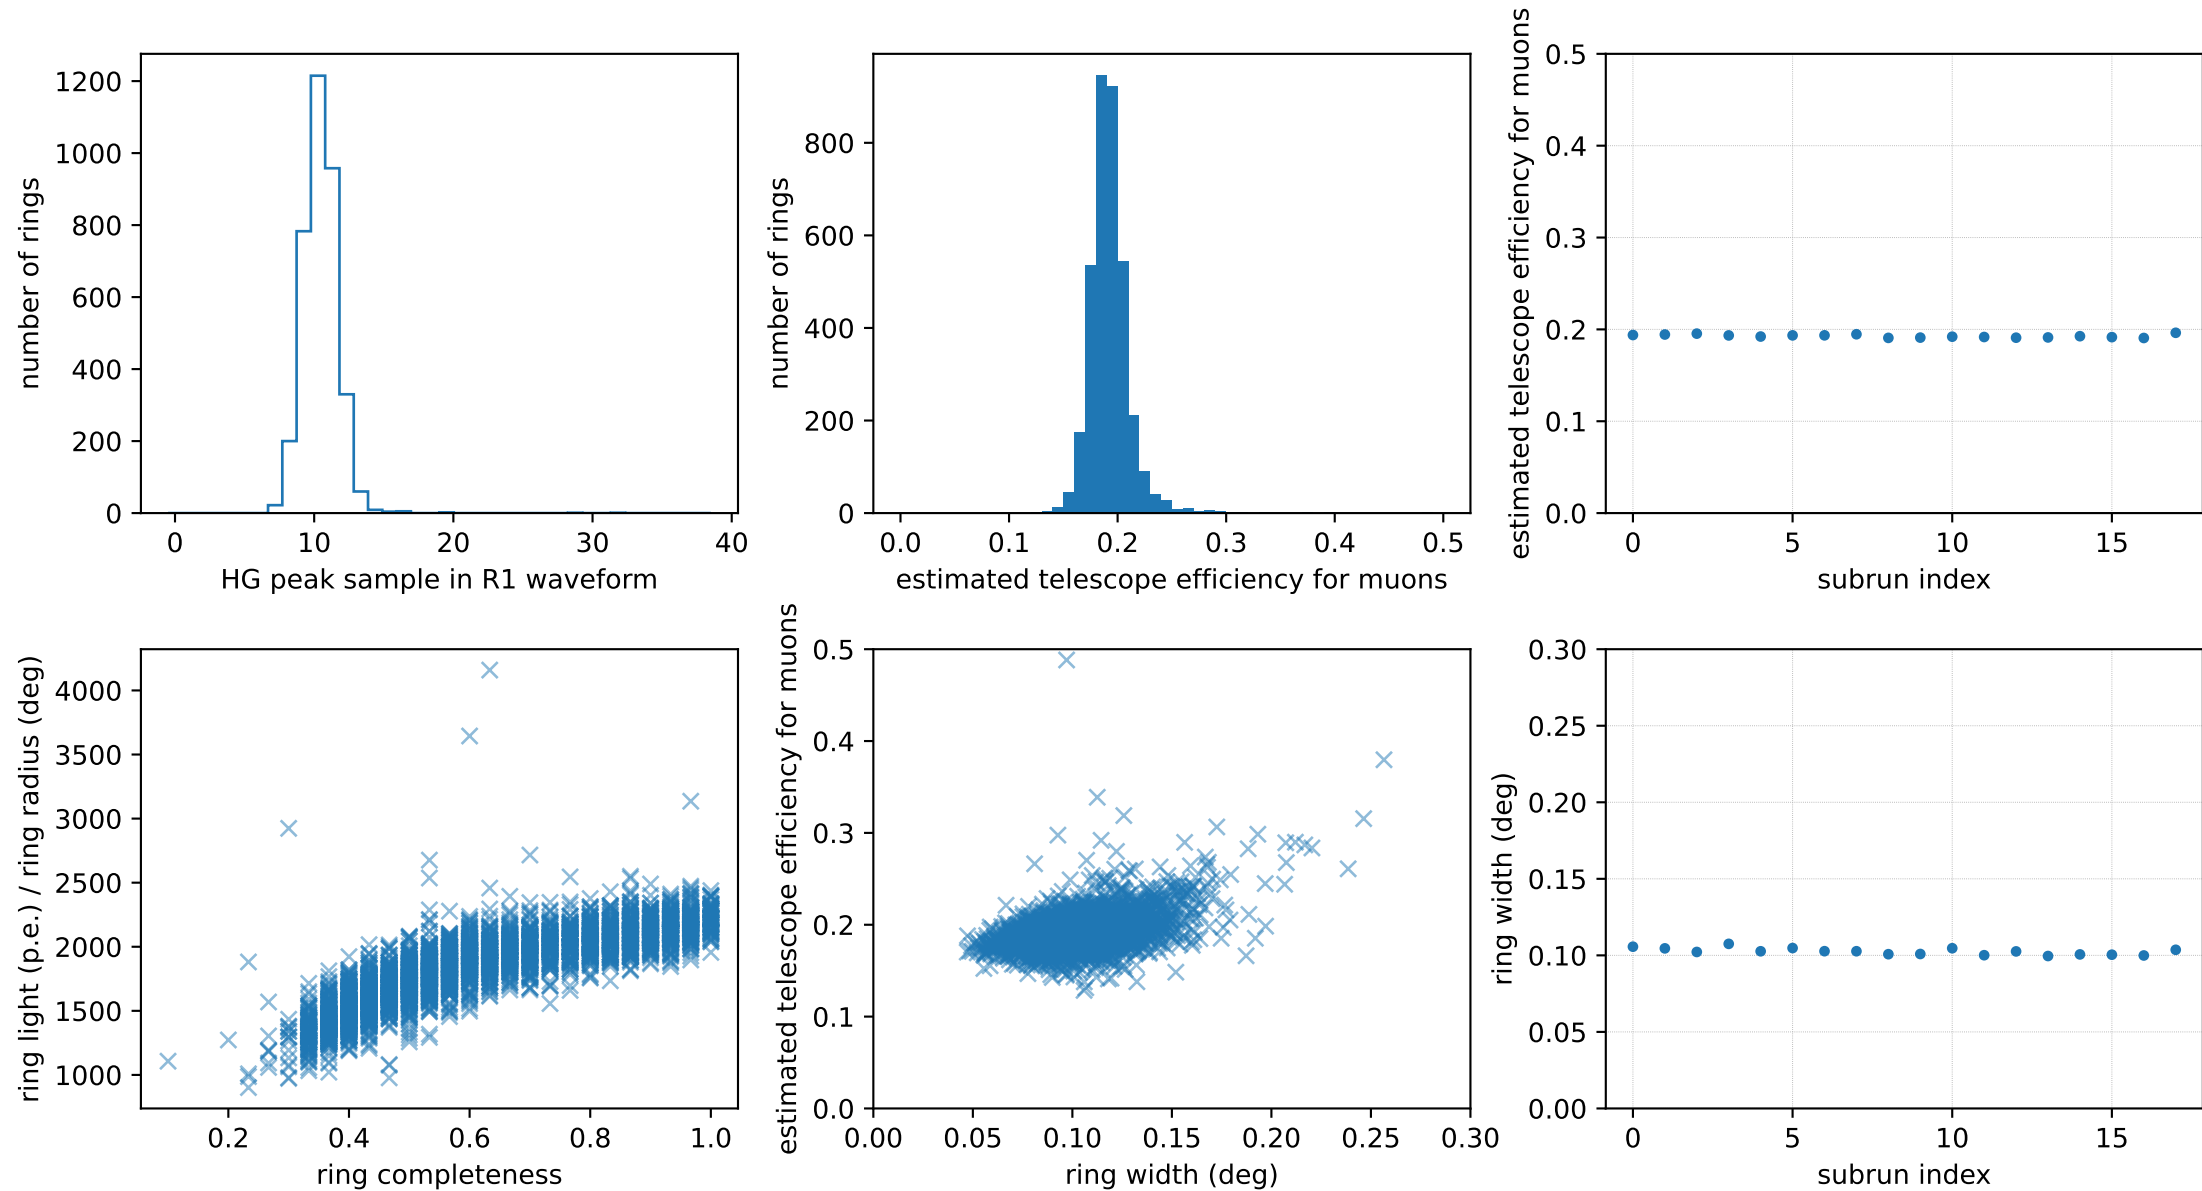 1200
1000
800
600
400
200
0
number of rings
0 10 20 30 40
HG peak sample in R1 waveform
800
600
400
200
0
number of rings
0.0 0.1 0.2 0.3 0.4 0.5
estimated telescope efficiency for muons
0.5
0.4
0.3
0.2
0.1
0.0
estimated telescope efficiency for muons
0 5 10 15
subrun index
4000
3500
3000
2500
2000
1500
1000
ring light (p.e.) / ring radius (deg)
0.2 0.4 0.6 0.8 1.0
ring completeness
0.5
0.4
0.3
0.2
0.1
0.0
estimated telescope efficiency for muons
0.00 0.05 0.10 0.15 0.20 0.25 0.30
ring width (deg)
0.30
0.25
0.20
0.15
0.10
0.05
0.00
ring width (deg)
0 5 10 15
subrun index